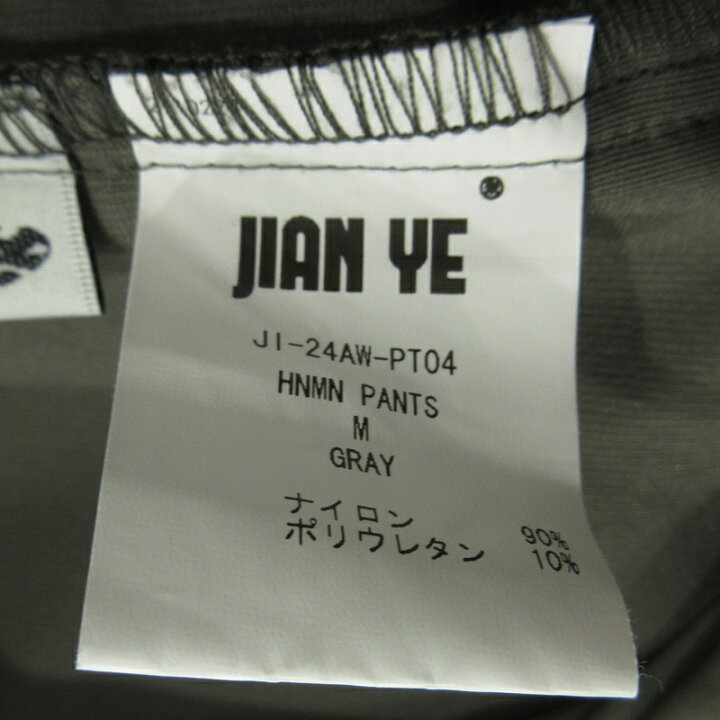 JIAN YE
JI-24AW-PT04
HNMN PANTS
M
GRAY
ナイロン 90%
ポリウレタン 10%